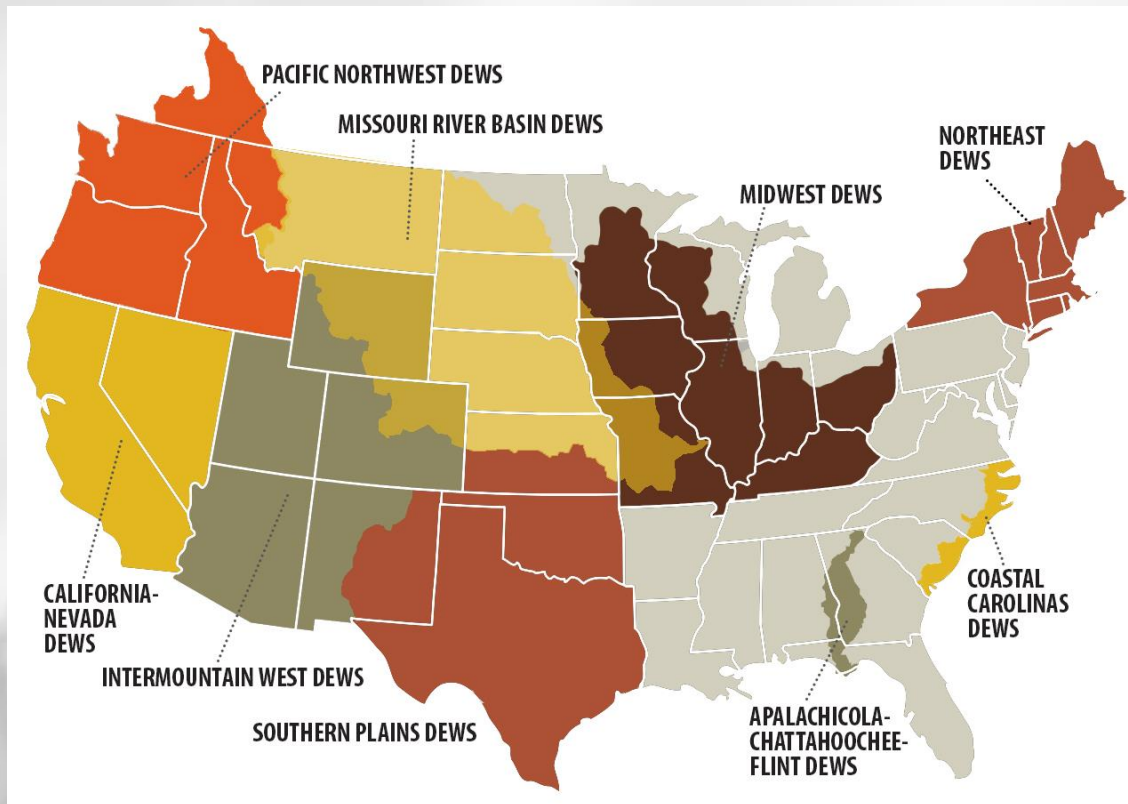 PACIFIC NORTHWEST DEWS
MISSOURI RIVER BASIN DEWS
NORTHEAST
DEWS
MIDWEST DEWS
CALIFORNIA-
NEVADA
DEWS
INTERMOUNTAIN WEST DEWS
SOUTHERN PLAINS DEWS
APALACHICOLA-
CHATTAHOOCHEE-
FLINT DEWS
COASTAL
CAROLINAS
DEWS